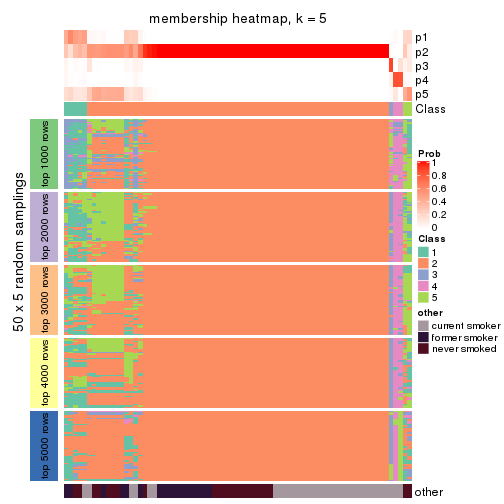 membership heatmap, k = 5
p1
p2
p3
p4
p5
Class
50 x 5 random samplings
top 1000 rows
top 2000 rows
top 3000 rows
top 4000 rows
top 5000 rows
other
Prob
1
0.8
0.6
0.4
0.2
0
Class
1
2
3
4
5
other
current smoker
former smoker
never smoked